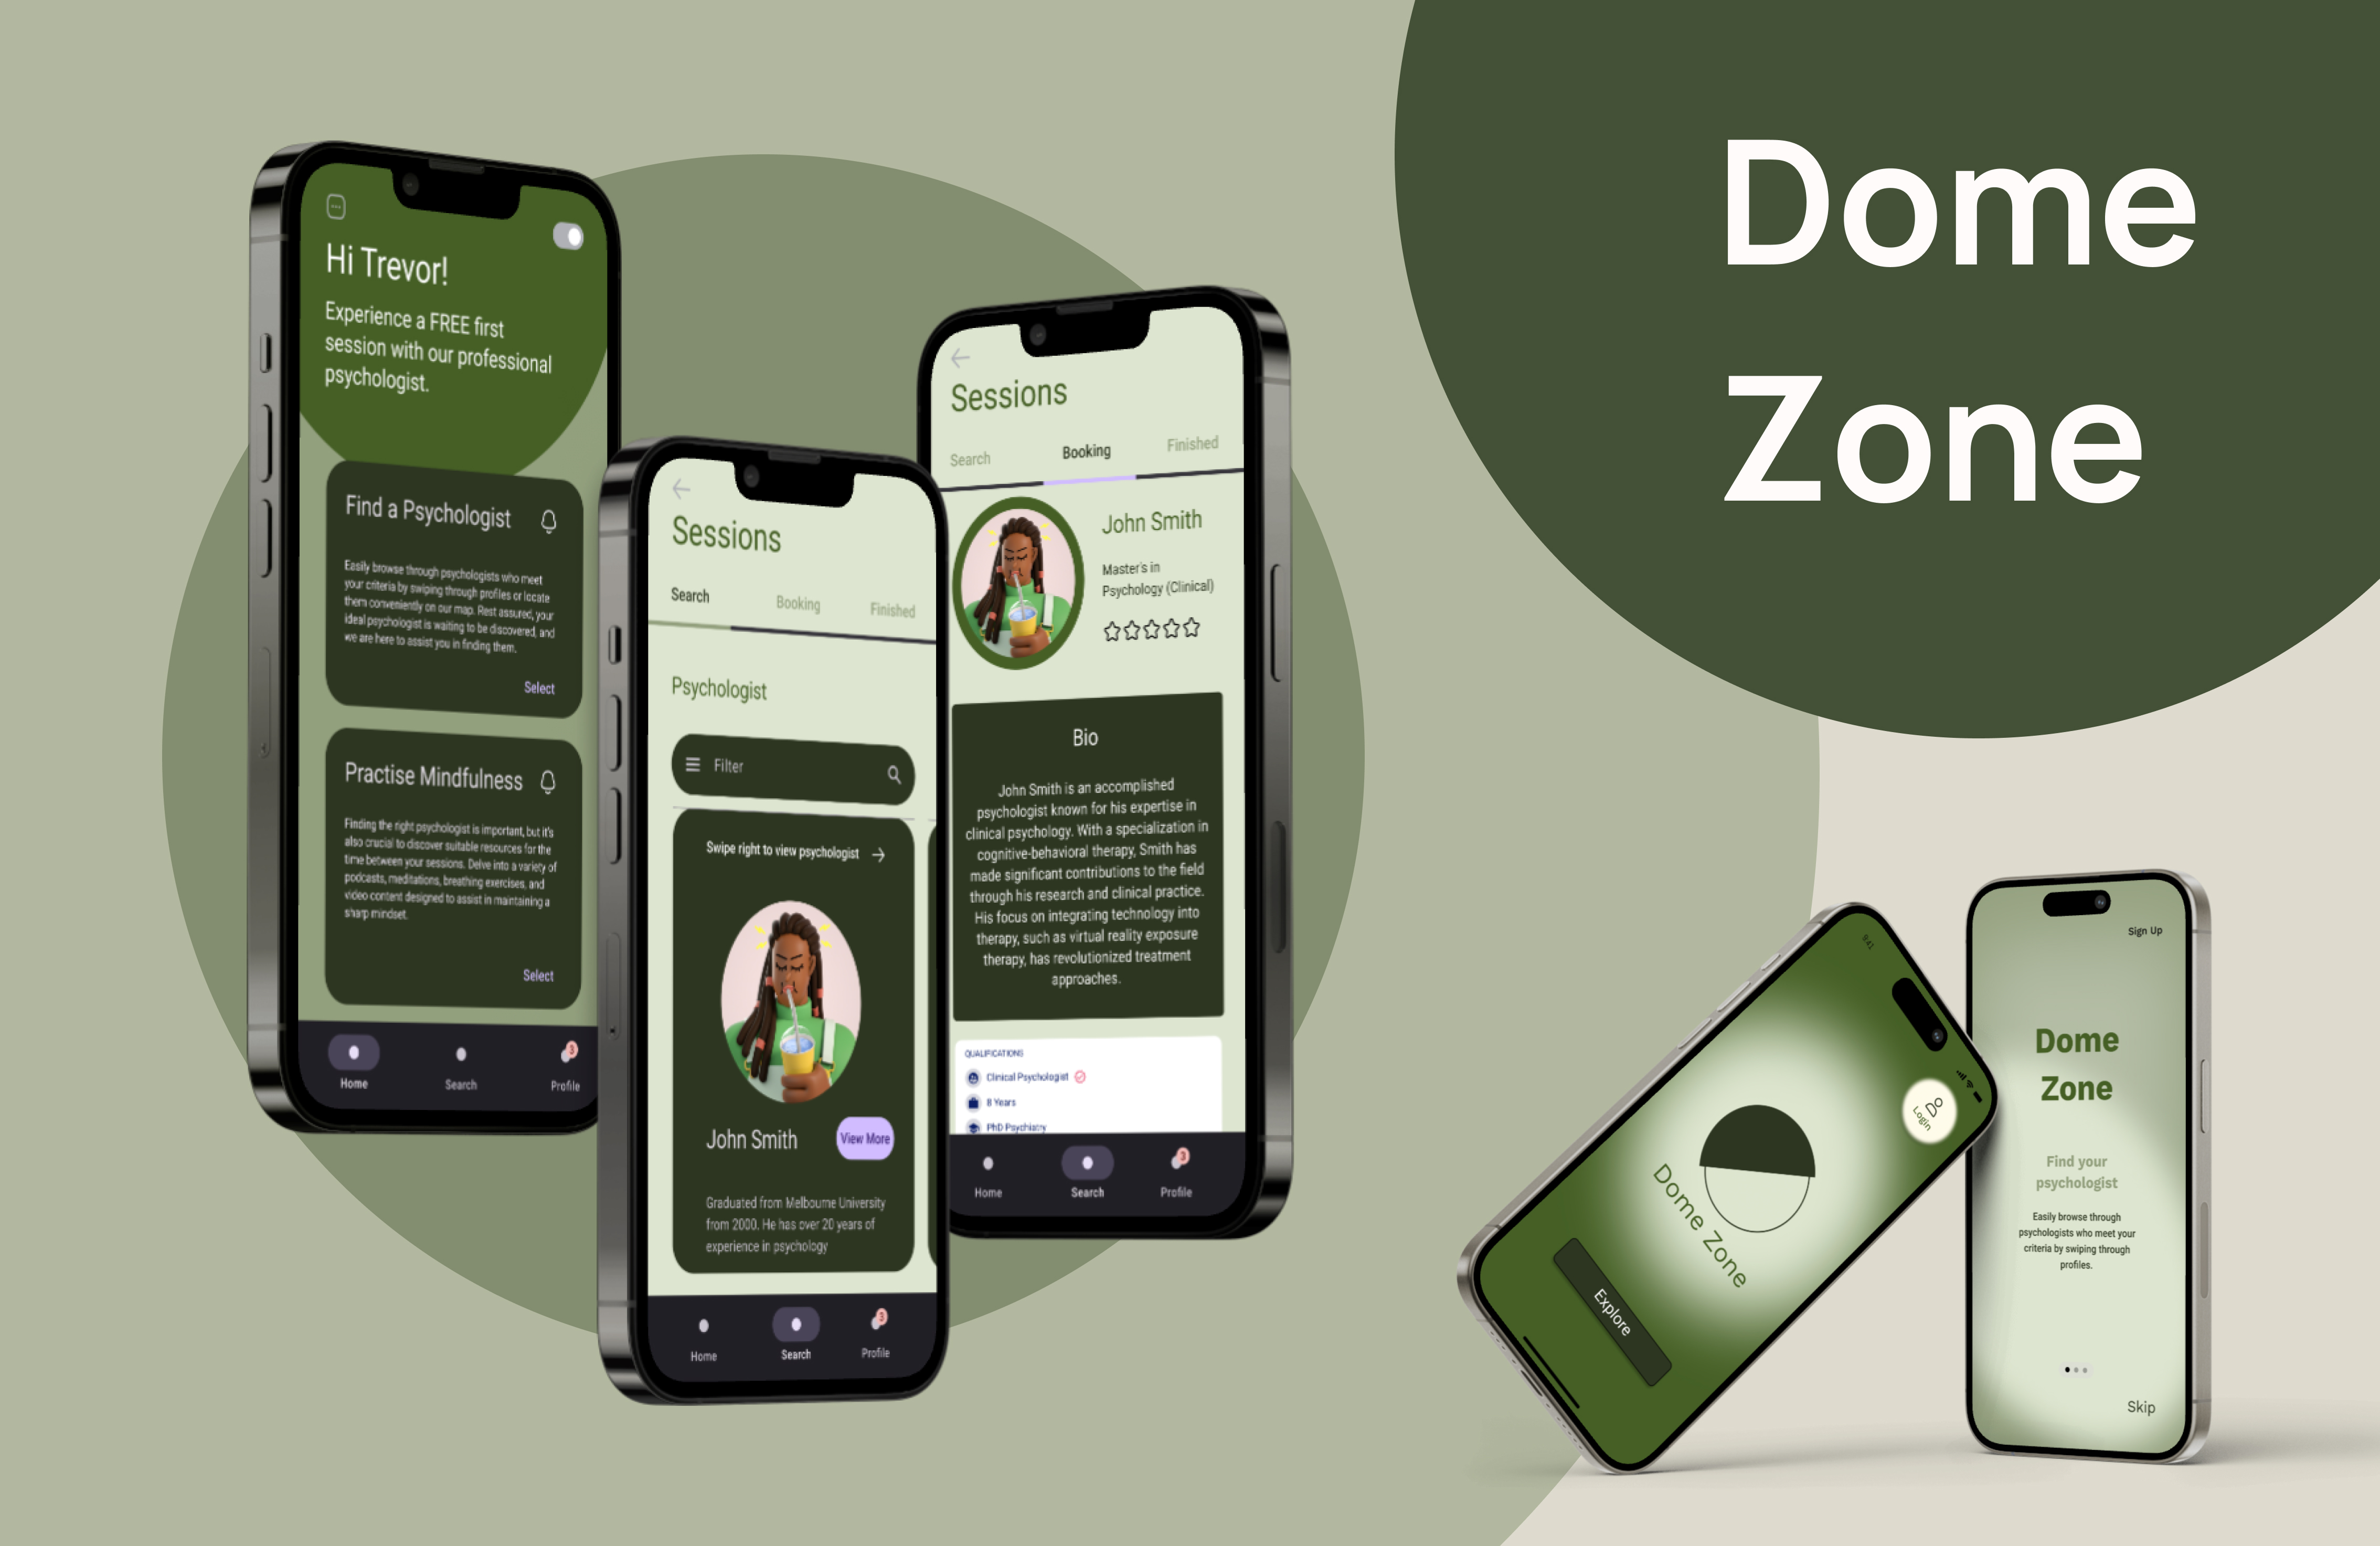 Dome
Zone
Hi Trevor!
Experience a FREE first
session with our professional
psychologist.
Find a Psychologist
Easily browse through psychologists who meet
your criteria by swiping through profiles or locate
them conveniently on our map. Rest assured, your
ideal psychologist is waiting to be discovered, and
we are here to assist you in finding them.
Select
Practise Mindfulness
Finding the right psychologist is important, but it's
also crucial to discover suitable resources for the
time between your sessions. Delve into a variety of
podcasts, meditations, breathing exercises, and
video content designed to assist in maintaining a
sharp mindset.
Select
3
Home Search Profile
Sessions
Search Booking Finished
Psychologist
Filter
Swipe right to view psychologist
John Smith
View More
Graduated from Melbourne University
from 2000. He has over 20 years of
experience in psychology
3
Home Search Profile
Sessions
Search Booking Finished
John Smith
Master's in
Psychology (Clinical)
Bio
John Smith is an accomplished
psychologist known for his expertise in
clinical psychology. With a specialization in
cognitive-behavioral therapy, Smith has
made significant contributions to the field
through his research and clinical practice.
His focus on integrating technology into
therapy, such as virtual reality exposure
therapy, has revolutionized treatment
approaches.
QUALIFICATIONS
Clinical Psychologist
8 Years
PhD Psychiatry
3
Home Search Profile
9:41
Login
Dome Zone
Explore
Sign Up
Dome
Zone
Find your
psychologist
Easily browse through
psychologists who meet your
criteria by swiping through
profiles.
Skip